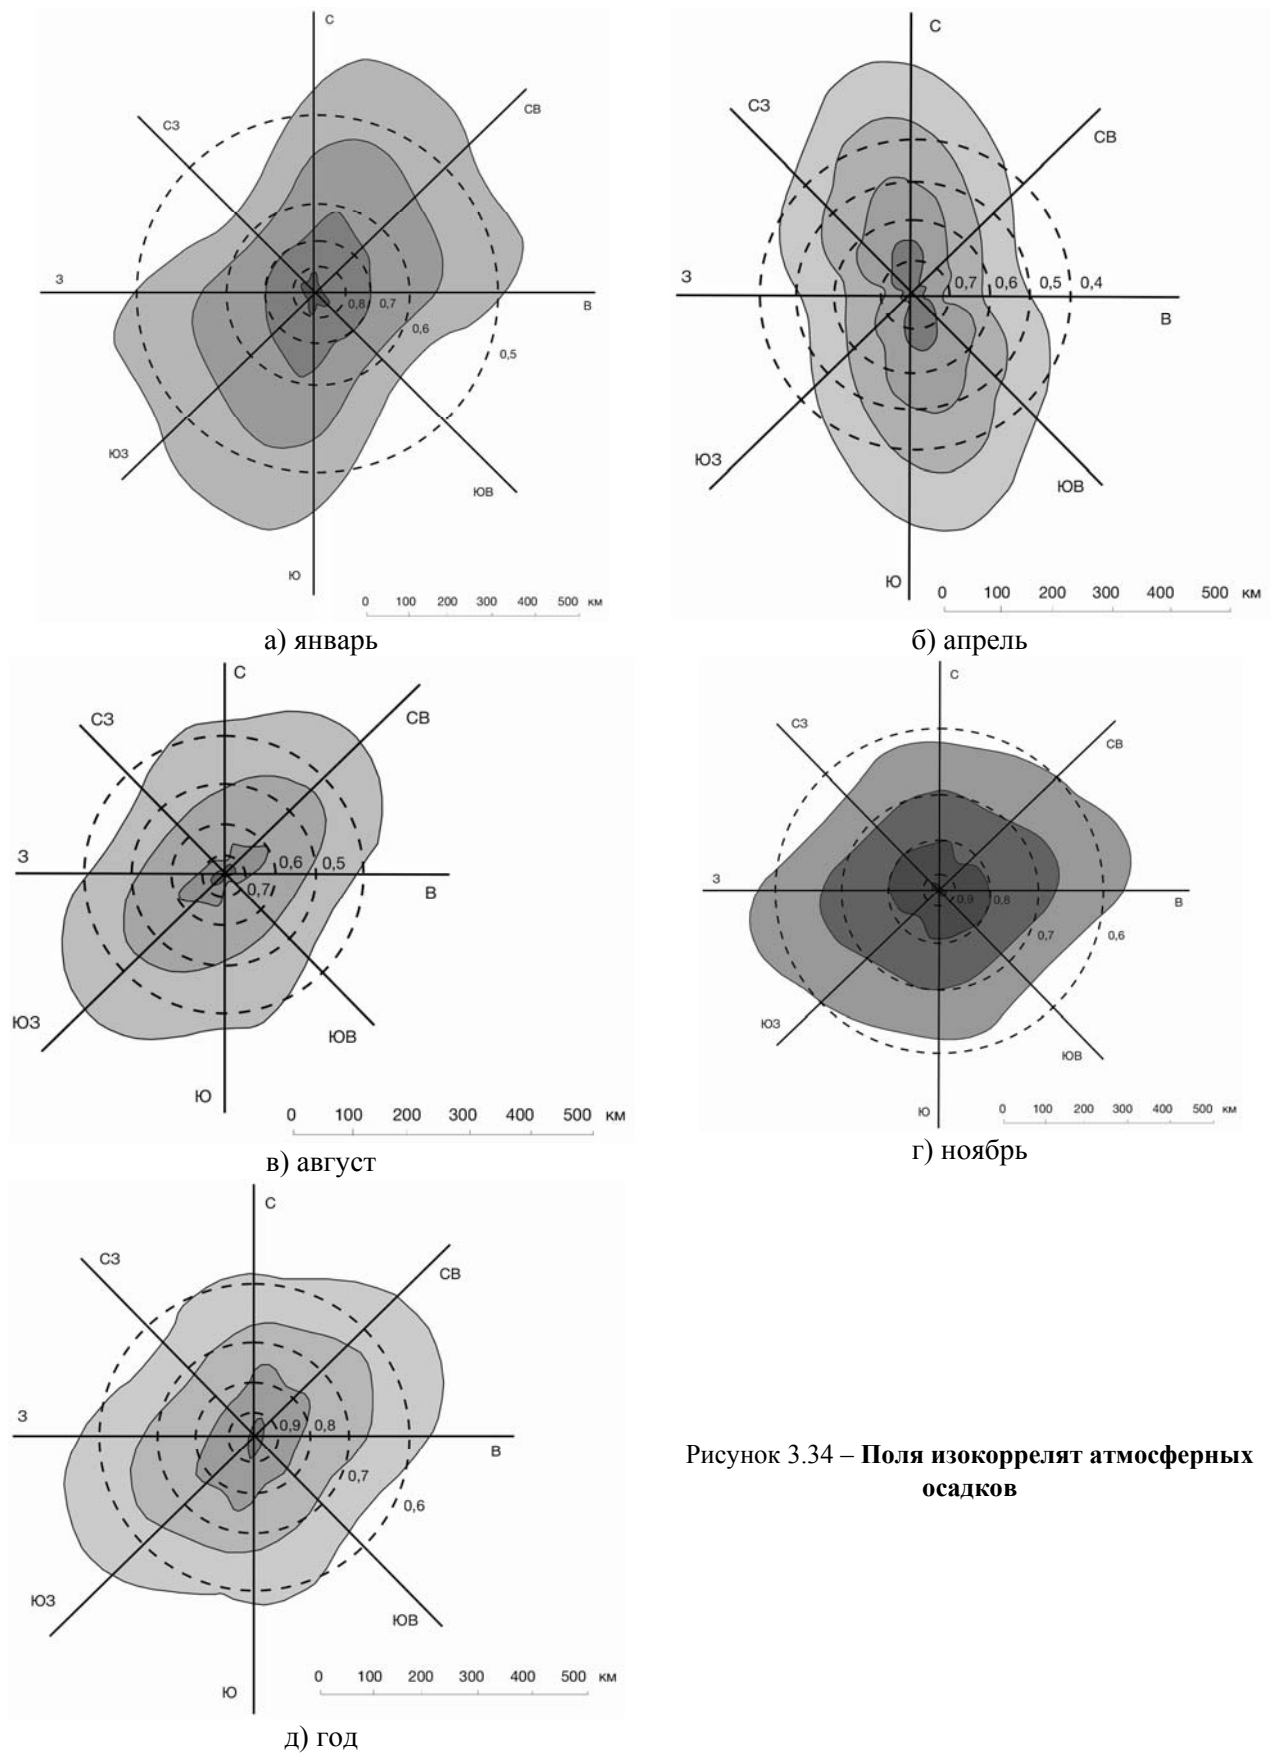 С
СВ
СЗ
З
В
0,8
0,7
0,6
0,5
ЮЗ
ЮВ
Ю
0 100 200 300 400 500 км
а) январь
С
СЗ
СВ
З
В
0,7 0,6 0,5 0,4
ЮЗ
ЮВ
Ю
0 100 200 300 400 500 км
б) апрель
С
СЗ
СВ
З
В
0,6 0,5
0,7
ЮЗ
ЮВ
Ю
0 100 200 300 400 500 км
в) август
С
СЗ
СВ
З
В
0,9 0,8
0,7 0,6
ЮЗ
ЮВ
Ю
0 100 200 300 400 500 км
г) ноябрь
С
СЗ
СВ
З
В
0,9 0,8
0,7
0,6
ЮЗ
ЮВ
Ю
0 100 200 300 400 500 км
д) год
Рисунок 3.34 – Поля изокоррелят атмосферных
осадков